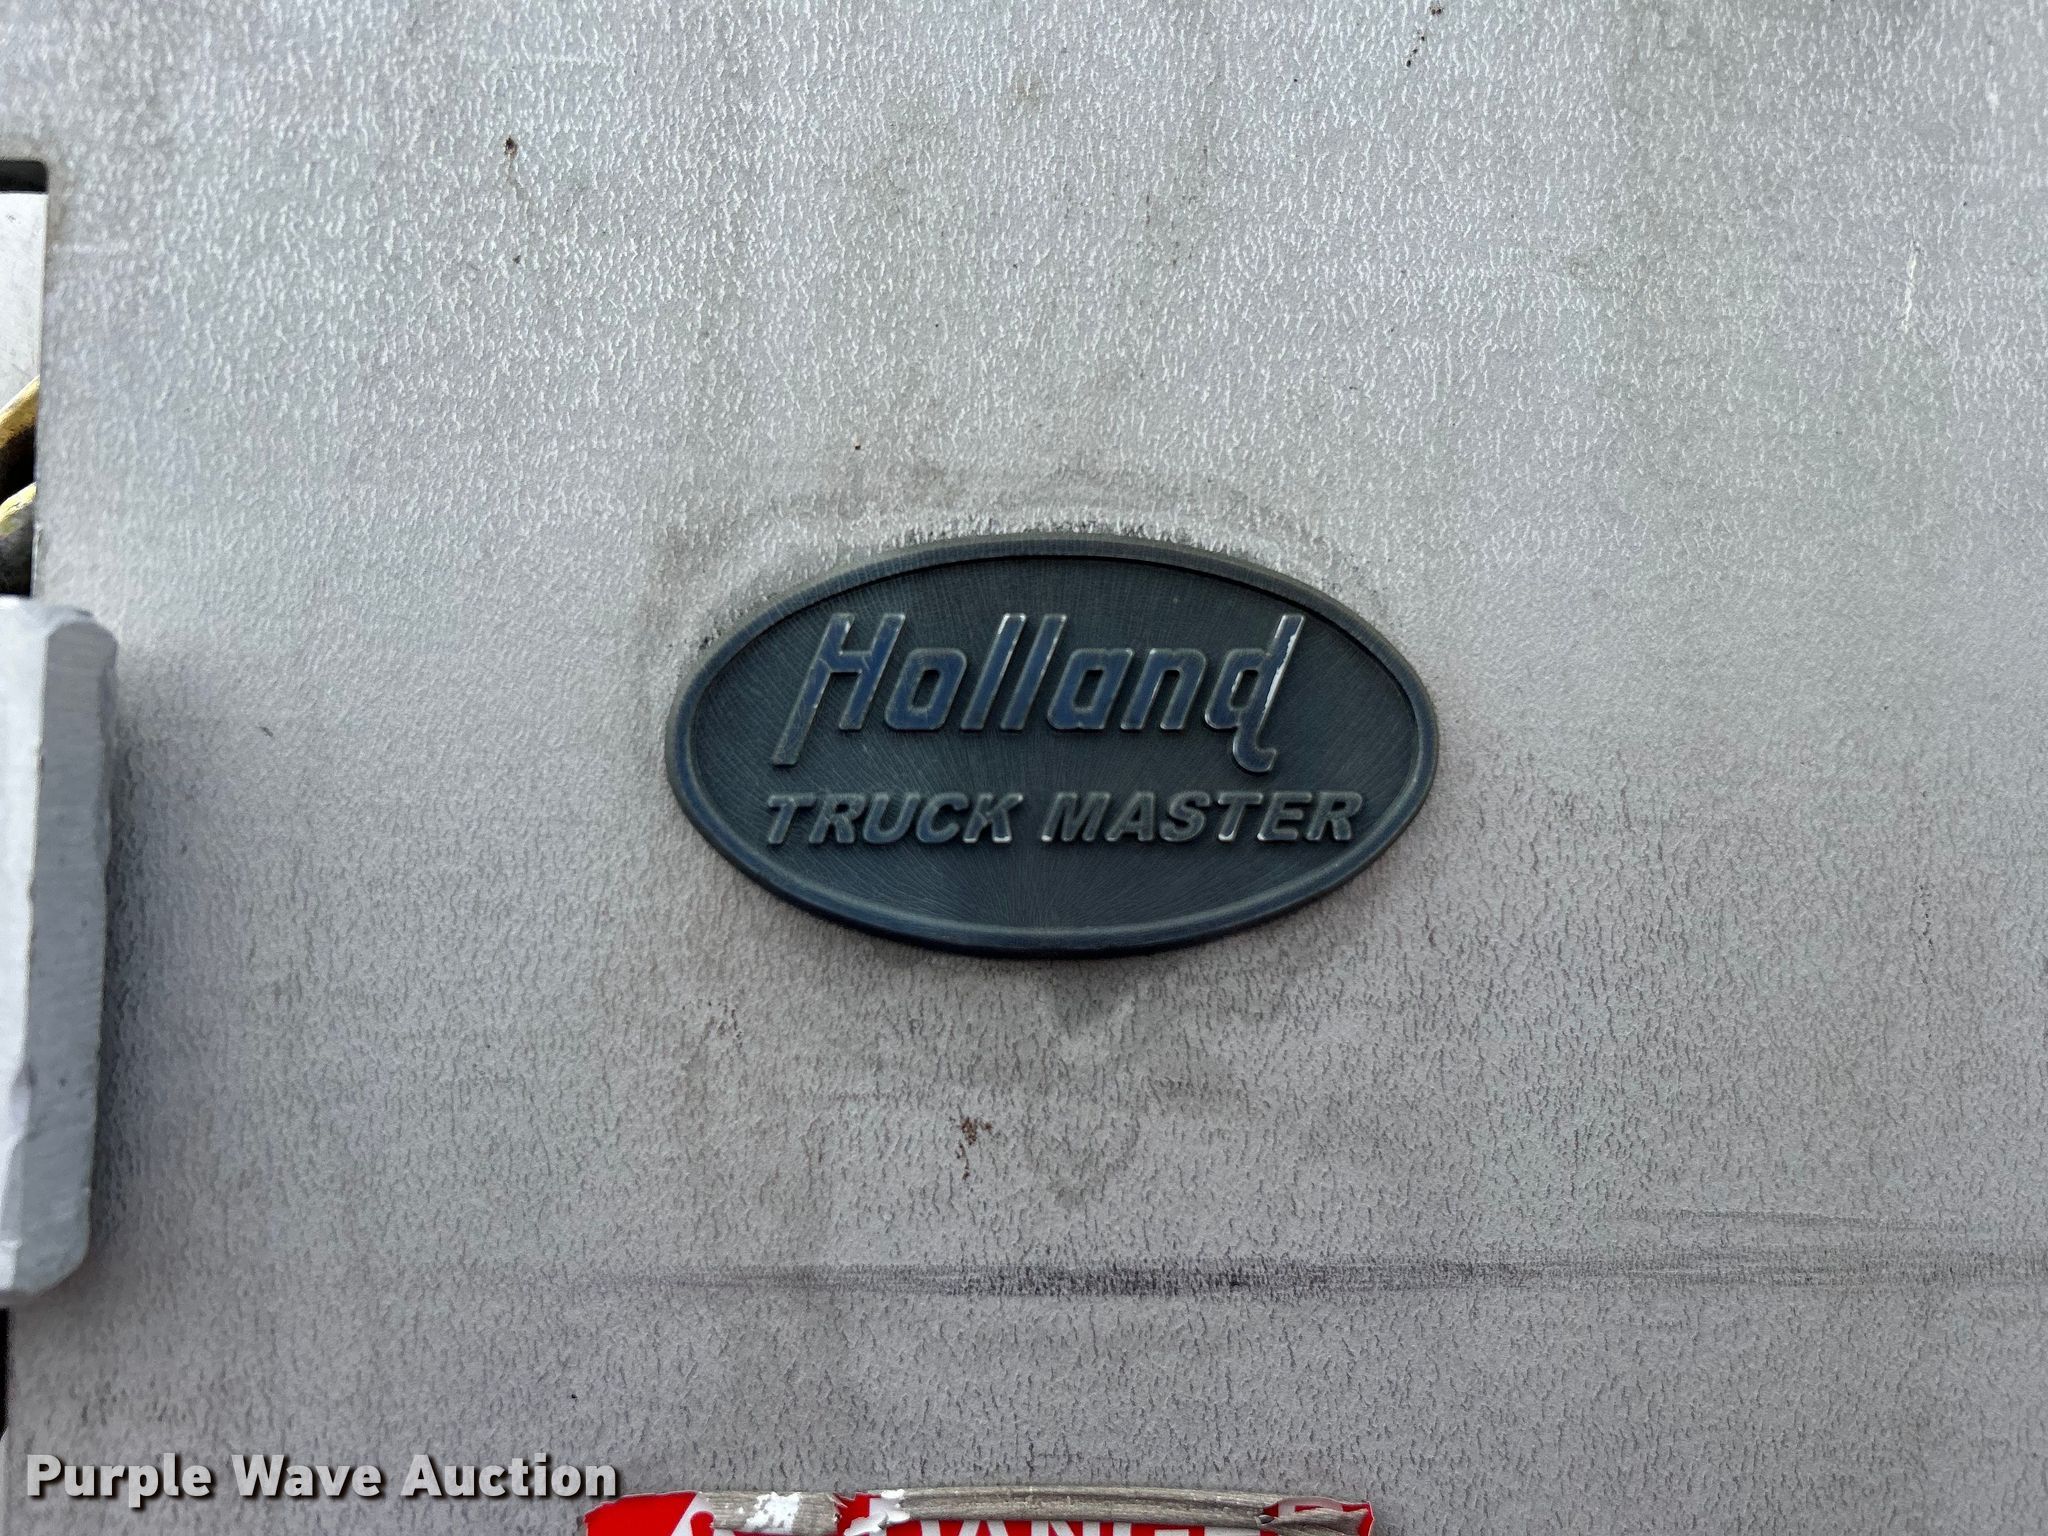 Holland
TRUCK MASTER
Purple Wave Auction